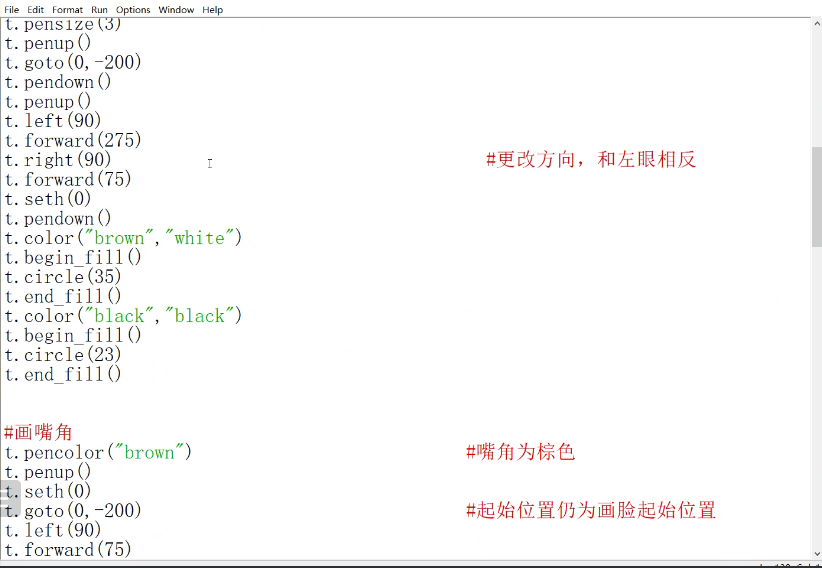 File Edit Format Run Options Window Help
t.pensize(3)
t.penup()
t.goto(0,-200)
t.pendown()
t.penup()
t.left(90)
t.forward(275)
t.right(90) #更改方向，和左眼相反
t.forward(75)
t.seth(0)
t.pendown()
t.color("brown","white")
t.begin_fill()
t.circle(35)
t.end_fill()
t.color("black","black")
t.begin_fill()
t.circle(23)
t.end_fill()
#画嘴角
t.pencolor("brown") #嘴角为棕色
t.penup()
t.seth(0)
t.goto(0,-200) #起始位置仍为画脸起始位置
t.left(90)
t.forward(75)